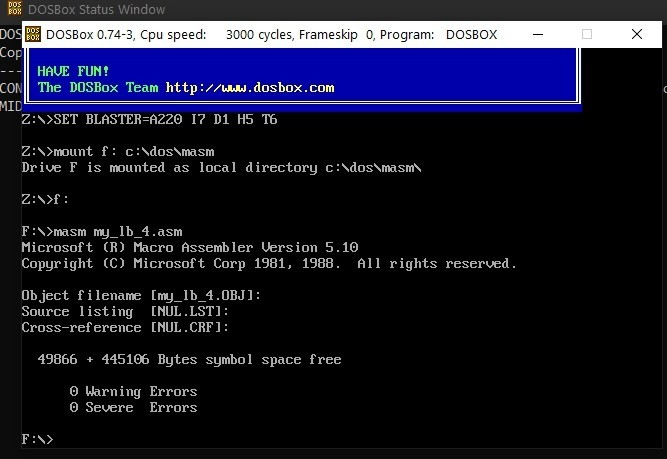 DOSBox Status Window
DOSBox 0.74-3, Cpu speed: 3000 cycles, Frameskip 0, Program: DOSBOX
DOS
Cop
HAVE FUN!
The DOSBox Team http://www.dosbox.com
---
CON
MID
Z:\>SET BLASTER=A220 I7 D1 H5 T6
Z:\>mount f: c:\dos\masm
Drive F is mounted as local directory c:\dos\masm\
Z:\>f:
F:\>masm my_lb_4.asm
Microsoft (R) Macro Assembler Version 5.10
Copyright (C) Microsoft Corp 1981, 1988.  All rights reserved.
Object filename [my_lb_4.OBJ]:
Source listing  [NUL.LST]:
Cross-reference [NUL.CRF]:
49866 + 445106 Bytes symbol space free
0 Warning Errors
0 Severe  Errors
F:\>